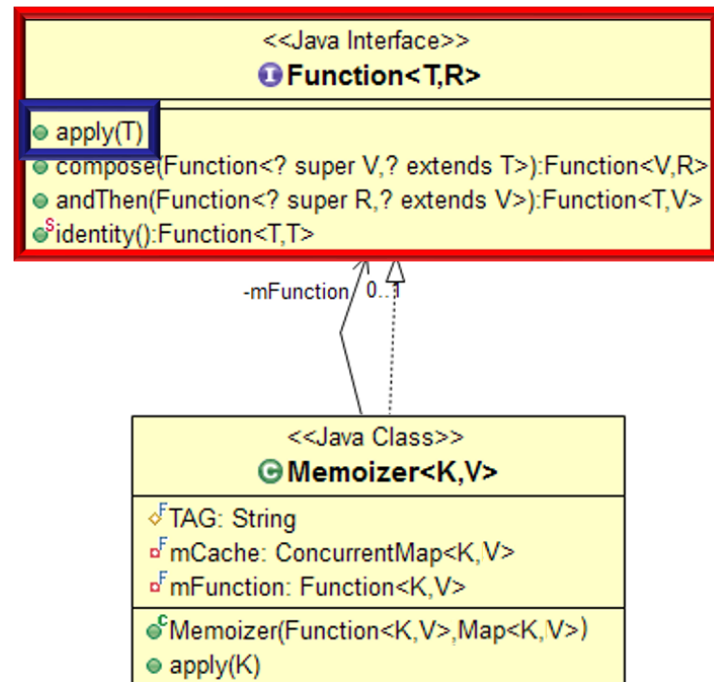 <<Java Interface>>
I Function<T,R>
apply(T)
compose(Function<? super V,? extends T>):Function<V,R>
andThen(Function<? super R,? extends V>):Function<T,V>
S identity():Function<T,T>
-mFunction 0..1
<<Java Class>>
C Memoizer<K,V>
F TAG: String
F mCache: ConcurrentMap<K,V>
F mFunction: Function<K,V>
C Memoizer(Function<K,V>,Map<K,V>)
apply(K)